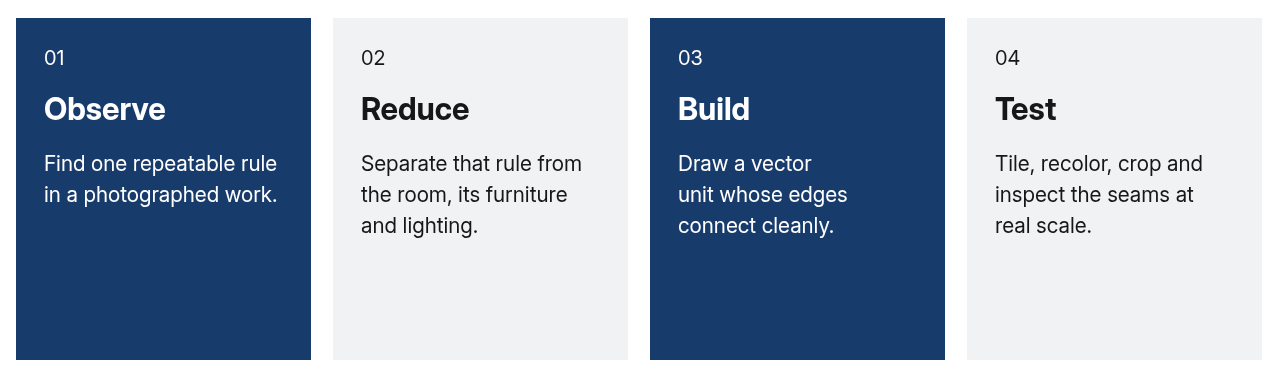 01
Observe
Find one repeatable rule
in a photographed work.
02
Reduce
Separate that rule from
the room, its furniture
and lighting.
03
Build
Draw a vector
unit whose edges
connect cleanly.
04
Test
Tile, recolor, crop and
inspect the seams at
real scale.